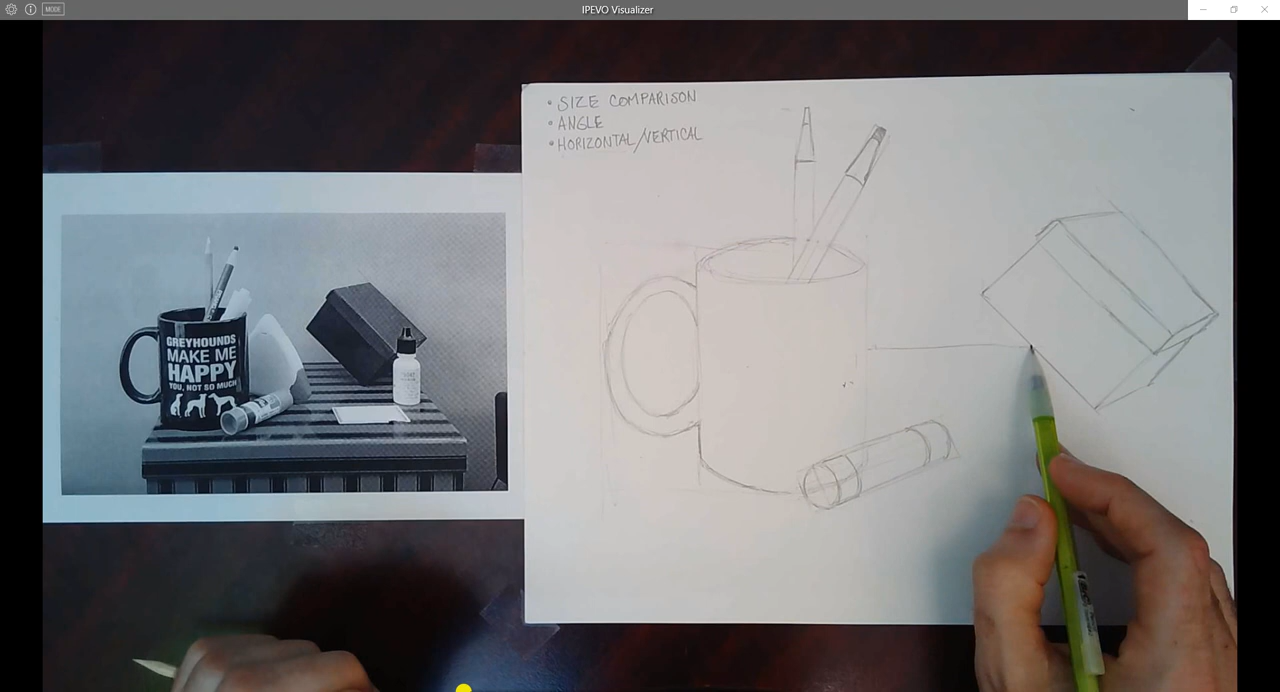 MODE
IPEVO Visualizer
• SIZE COMPARISON
• ANGLE
• HORIZONTAL/VERTICAL
GREYHOUNDS
MAKE ME
HAPPY
YOU, NOT SO MUCH